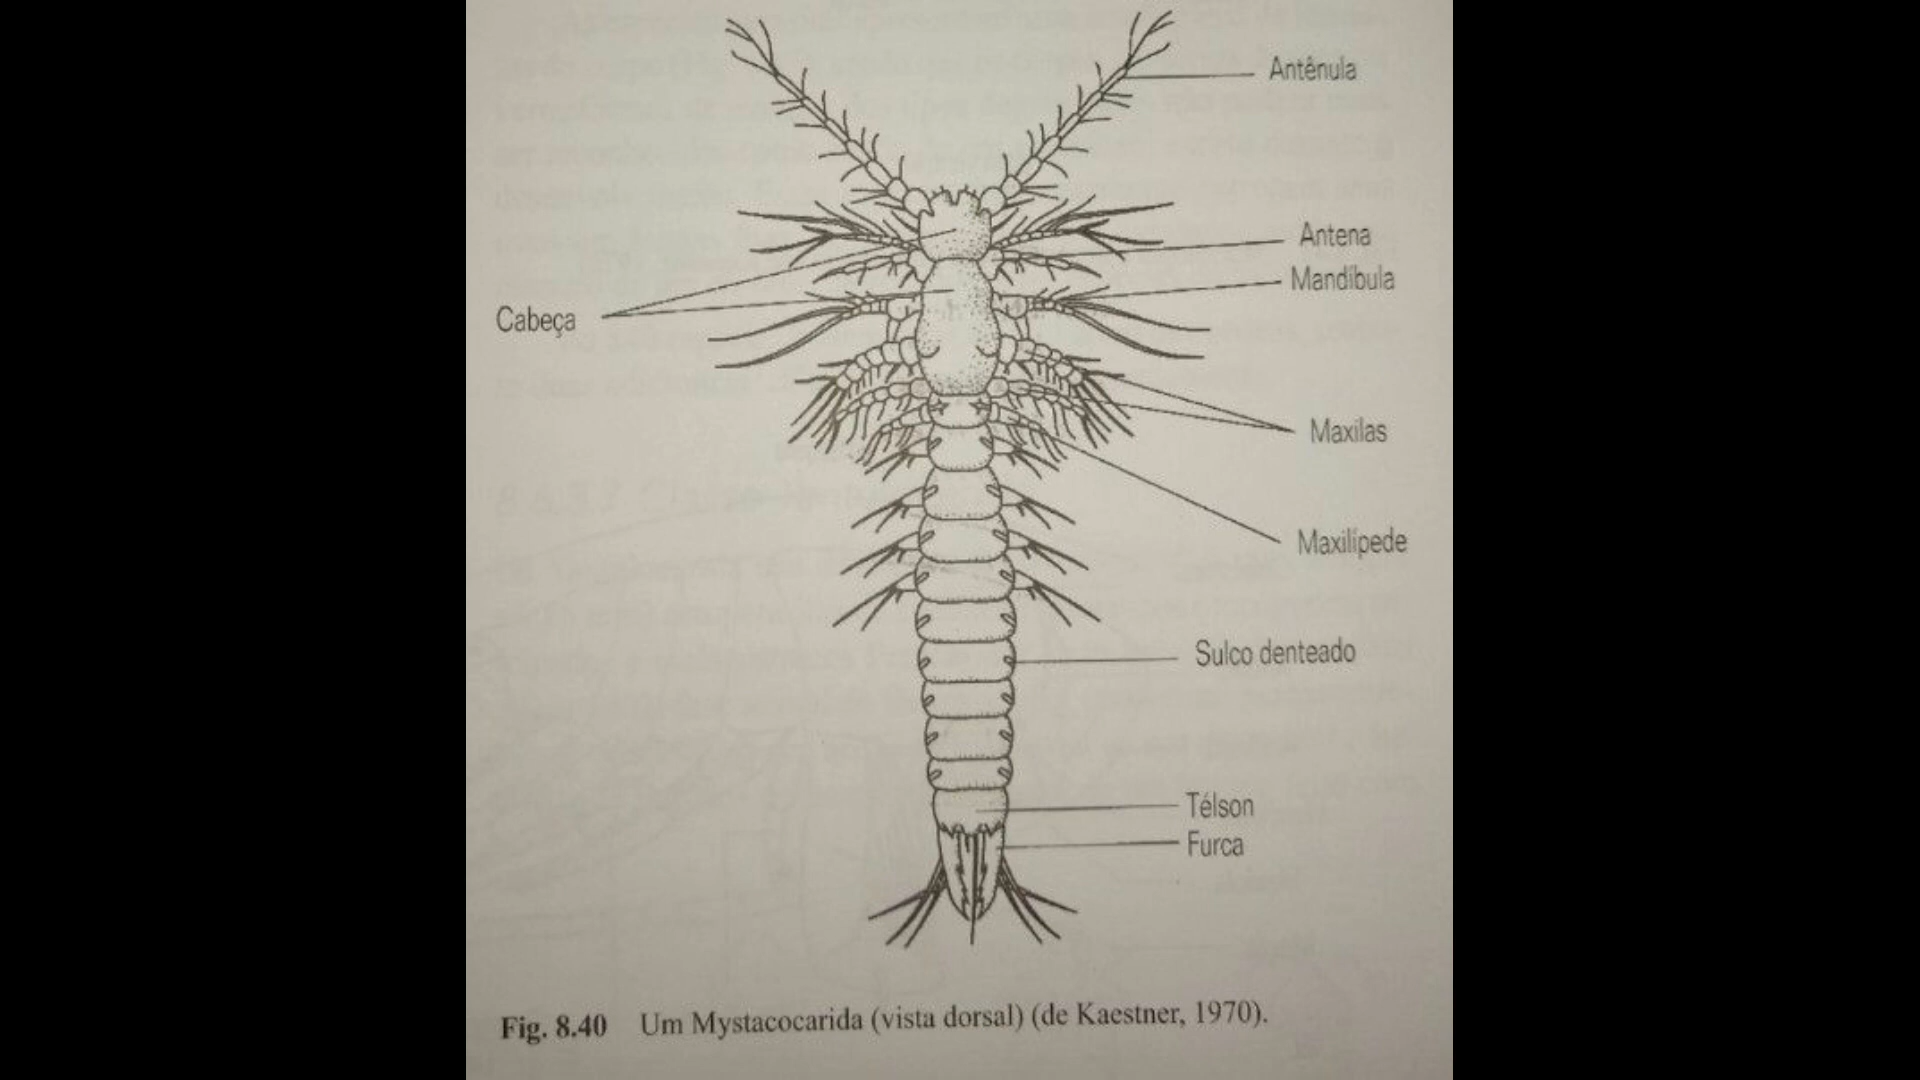 Antênula
Antena
Mandíbula
Cabeça
Maxilas
Maxilípede
Sulco denteado
Télson
Furca
Fig. 8.40 Um Mystacocarida (vista dorsal) (de Kaestner, 1970).